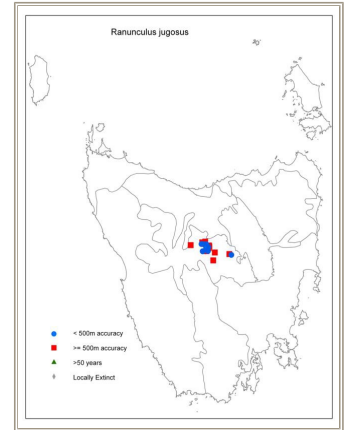 Ranunculus jugosus
< 500m accuracy
>= 500m accuracy
>50 years
Locally Extinct